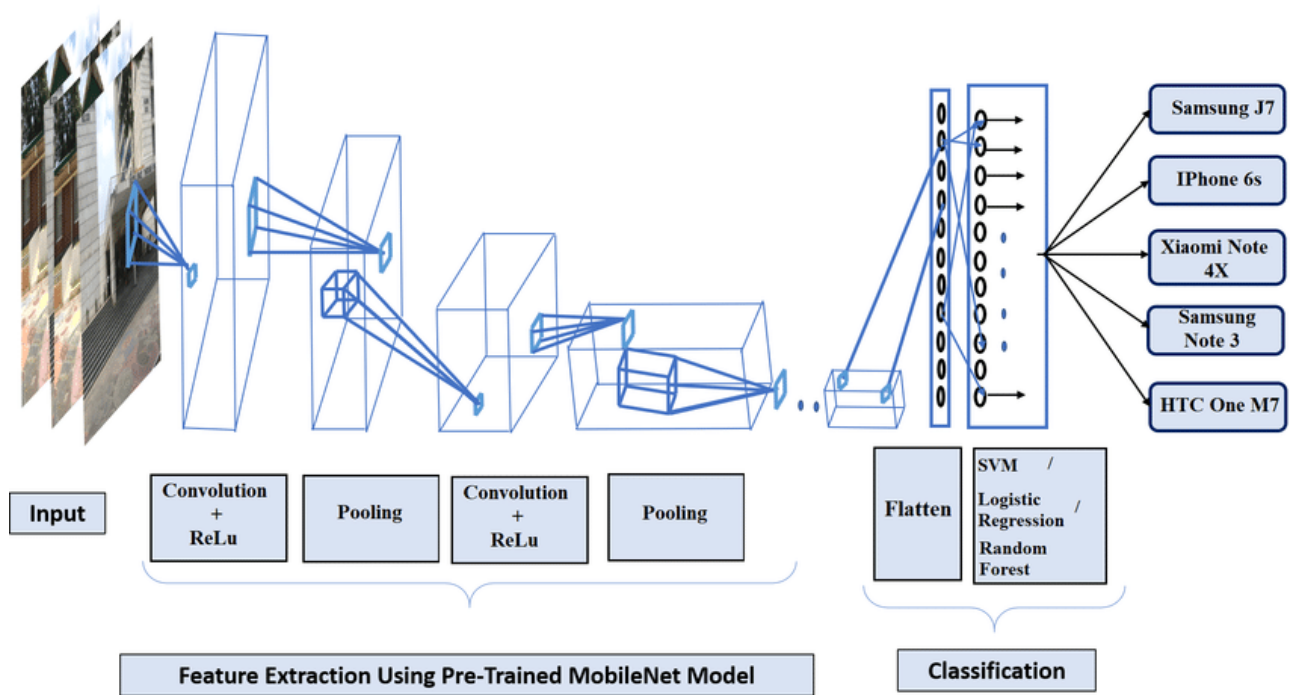 Samsung J7
IPhone 6s
Xiaomi Note
4X
Samsung
Note 3
HTC One M7
Input
Convolution
+
ReLu
Pooling
Convolution
+
ReLu
Pooling
Flatten
SVM /
Logistic
Regression /
Random
Forest
Feature Extraction Using Pre-Trained MobileNet Model
Classification